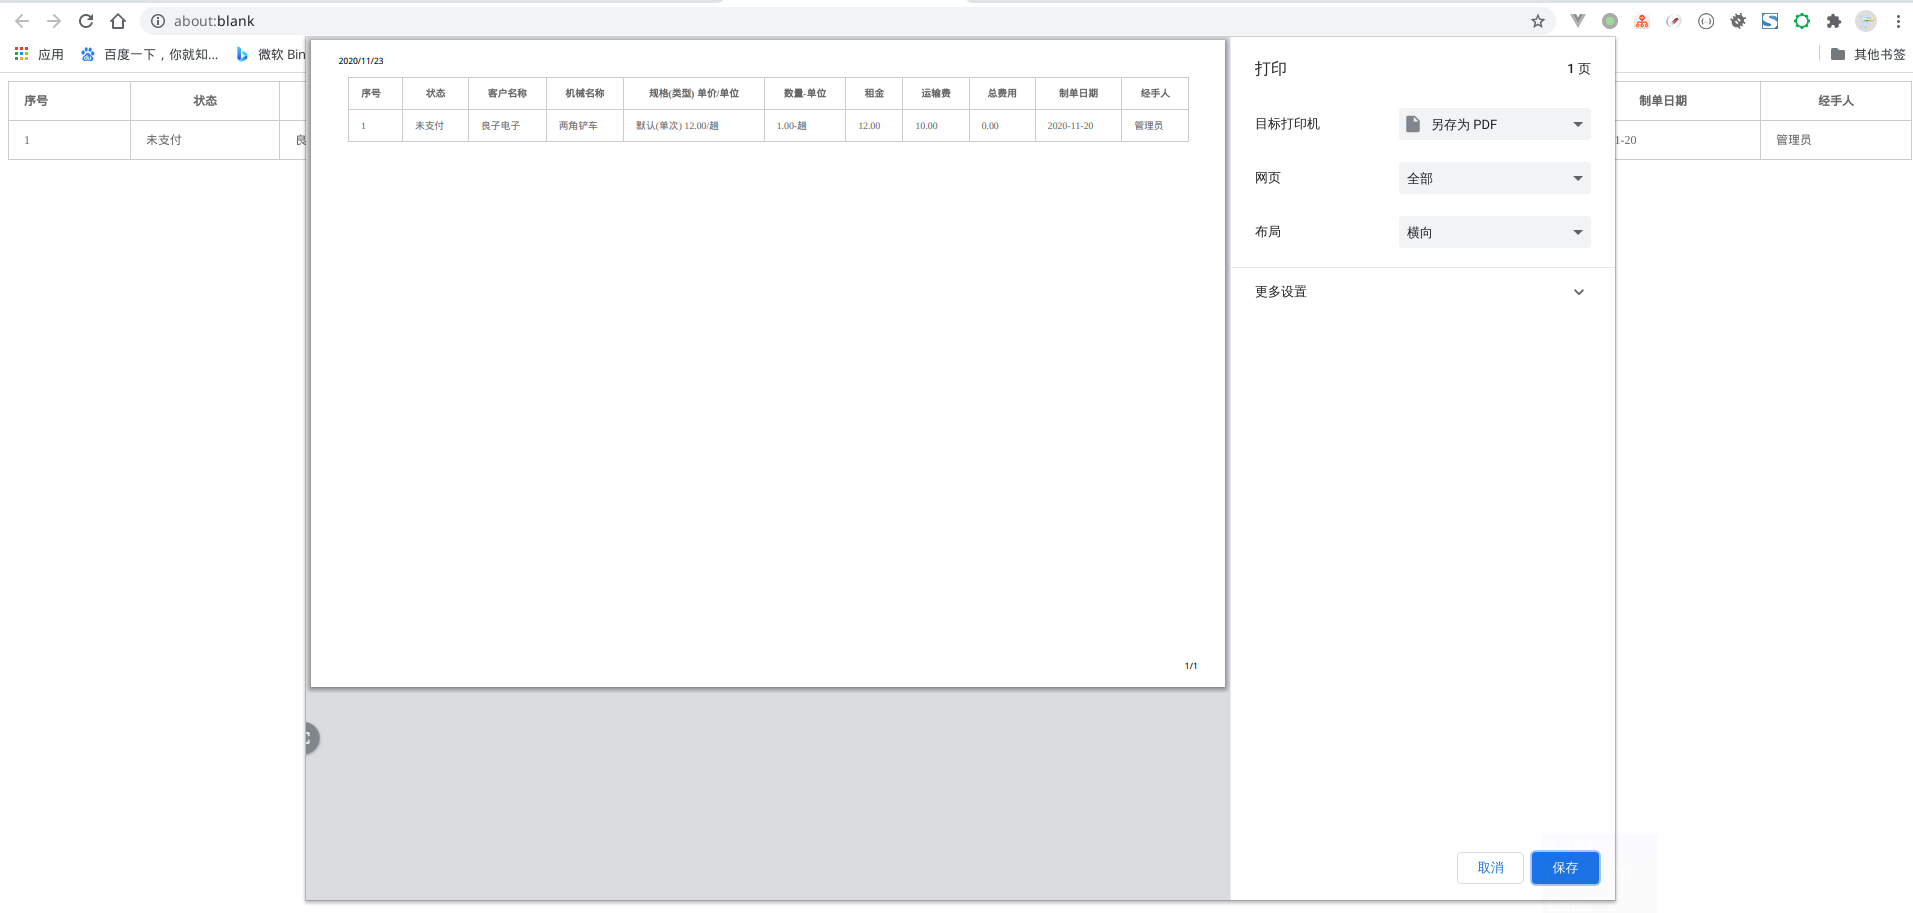 about:blank
应用
百度一下，你就知...
微软 Bin
其他书签
序号 状态
制单日期 经手人
1 未支付 良
1-20 管理员
2020/11/23
序号 状态 客户名称 机械名称 规格(类型) 单价/单位 数量-单位 租金 运输费 总费用 制单日期 经手人
1 未支付 良子电子 两角铲车 默认(单次) 12.00/趟 1.00-趟 12.00 10.00 0.00 2020-11-20 管理员
1/1
打印 1 页
目标打印机 另存为 PDF
网页 全部
布局 横向
更多设置
取消 保存